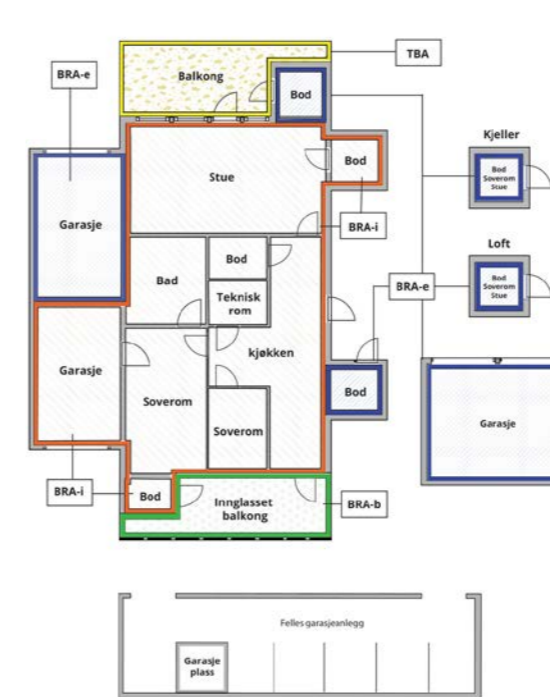 TBA
BRA-e
Balkong
Bod
Kjeller
Stue
Bod
Bod
Soverom
Stue
Garasje
BRA-i
Bad
Bod
Loft
Teknisk
rom
BRA-e
Bod
Soverom
Stue
kjøkken
Garasje
Soverom
Bod
Soverom
Garasje
BRA-i
Bod
Innglasset
balkong
BRA-b
Felles garasjeanlegg
Garasje
plass